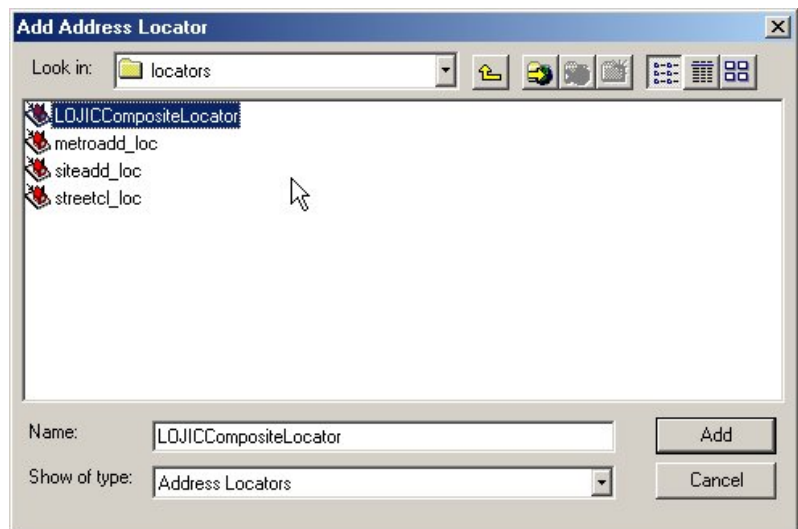 Add Address Locator
Look in: locators
LOJICCompositeLocator
metroadd_loc
siteadd_loc
streetcl_loc
Name: LOJICCompositeLocator Add
Show of type: Address Locators Cancel